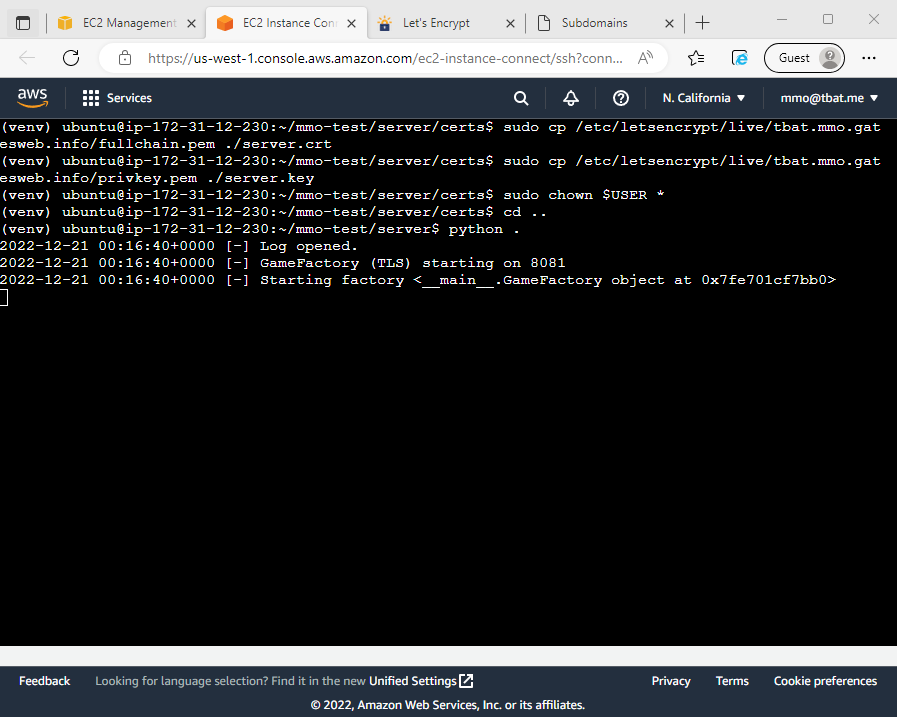 EC2 Management
EC2 Instance Conn
Let's Encrypt
Subdomains
https://us-west-1.console.aws.amazon.com/ec2-instance-connect/ssh?conn...
Guest
aws
Services
N. California
mmo@tbat.me
(venv) ubuntu@ip-172-31-12-230:~/mmo-test/server/certs$ sudo cp /etc/letsencrypt/live/tbat.mmo.gat
esweb.info/fullchain.pem ./server.crt
(venv) ubuntu@ip-172-31-12-230:~/mmo-test/server/certs$ sudo cp /etc/letsencrypt/live/tbat.mmo.gat
esweb.info/privkey.pem ./server.key
(venv) ubuntu@ip-172-31-12-230:~/mmo-test/server/certs$ sudo chown $USER *
(venv) ubuntu@ip-172-31-12-230:~/mmo-test/server/certs$ cd ..
(venv) ubuntu@ip-172-31-12-230:~/mmo-test/server$ python .
2022-12-21 00:16:40+0000 [-] Log opened.
2022-12-21 00:16:40+0000 [-] GameFactory (TLS) starting on 8081
2022-12-21 00:16:40+0000 [-] Starting factory <__main__.GameFactory object at 0x7fe701cf7bb0>
Feedback
Looking for language selection? Find it in the new Unified Settings
Privacy
Terms
Cookie preferences
© 2022, Amazon Web Services, Inc. or its affiliates.